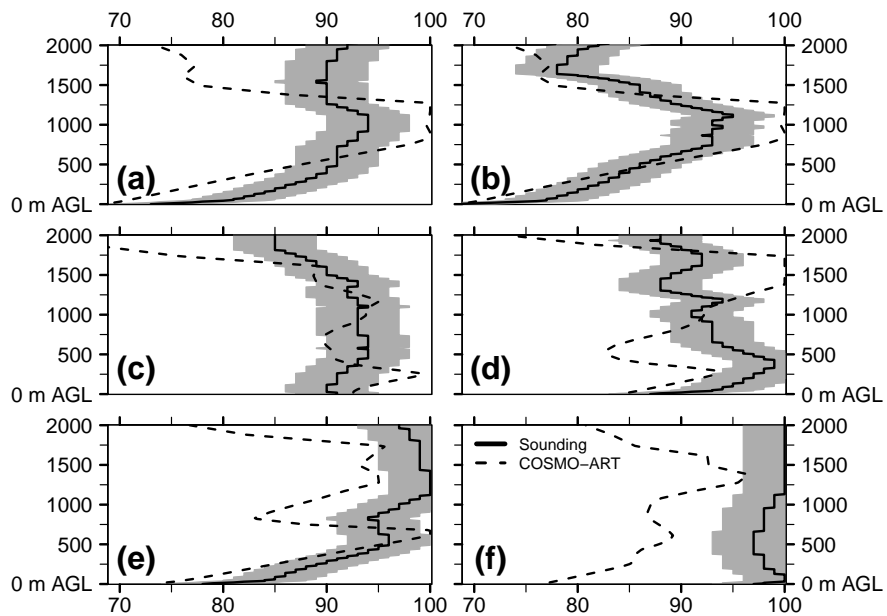 70 80 90 100 70 80 90 100
2000 2000
1500 1500
1000 1000
500 (a) (b) 500
0 m AGL 0 m AGL
2000 2000
1500 1500
1000 1000
500 (c) (d) 500
0 m AGL 0 m AGL
2000 Sounding 2000
1500 COSMO−ART 1500
1000 1000
500 (e) (f) 500
0 m AGL 0 m AGL
70 80 90 100 70 80 90 100